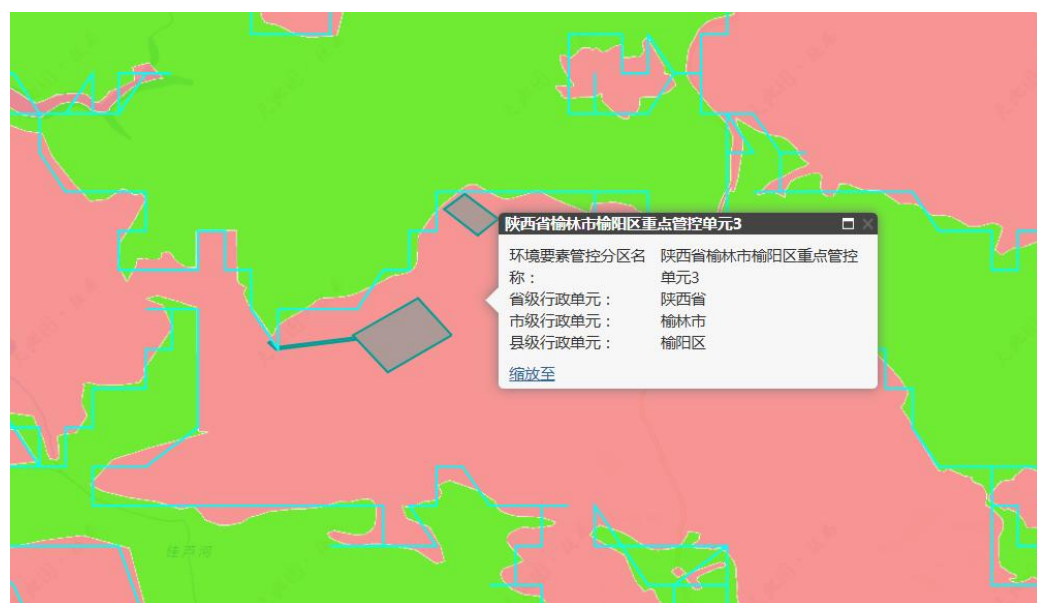 陕西省榆林市榆阳区重点管控单元3
环境要素管控分区名 陕西省榆林市榆阳区重点管控
称： 单元3
省级行政单元： 陕西省
市级行政单元： 榆林市
县级行政单元： 榆阳区
缩放至
佳芦河